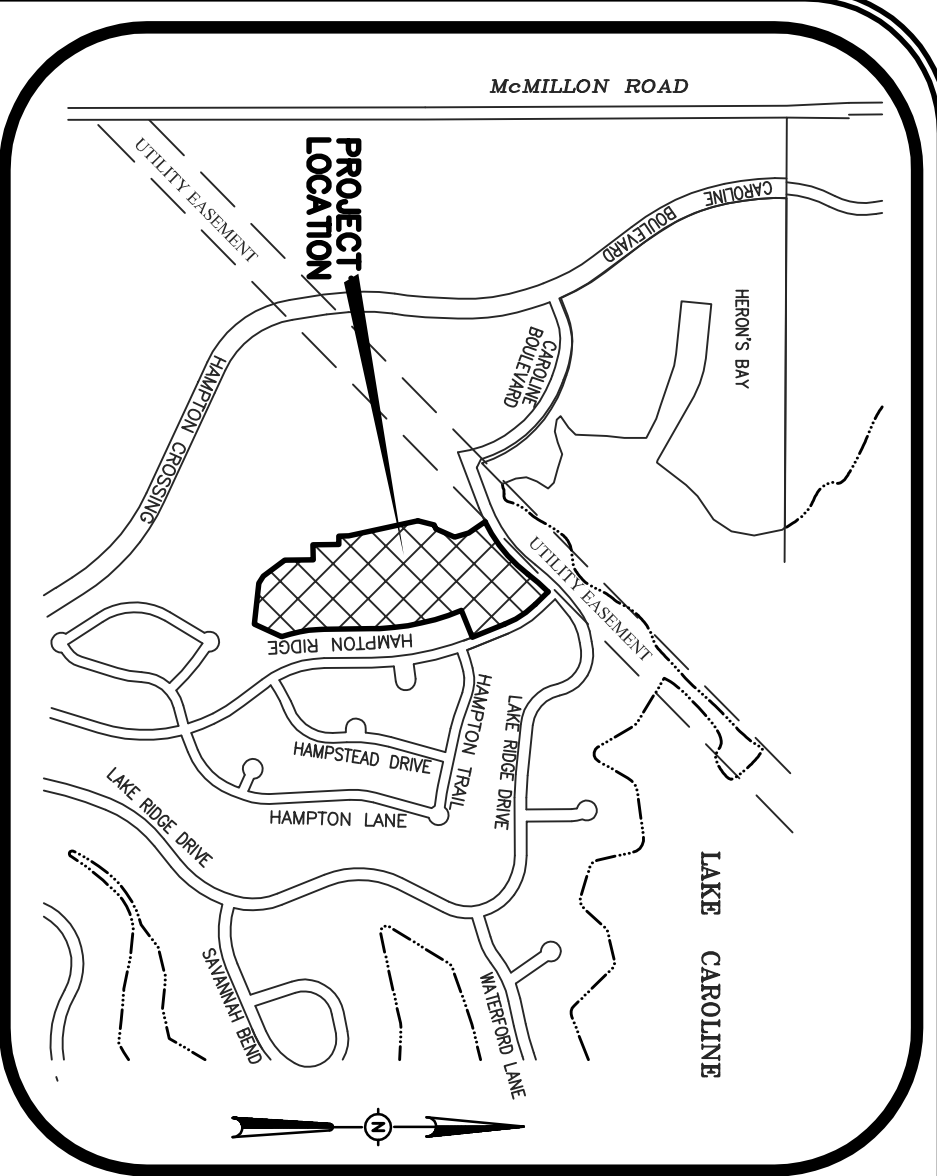 McMILLON ROAD
UTILITY EASEMENT
PROJECT
LOCATION
CAROLINE
BOULEVARD
HERON'S BAY
CAROLINE
BOULEVARD
HAMPTON CROSSING
UTILITY EASEMENT
HAMPTON RIDGE
HAMPTON TRAIL
LAKE RIDGE DRIVE
HAMPSTEAD DRIVE
HAMPTON LANE
LAKE RIDGE DRIVE
LAKE CAROLINE
SAVANNAH BEND
WATERFORD LANE
N